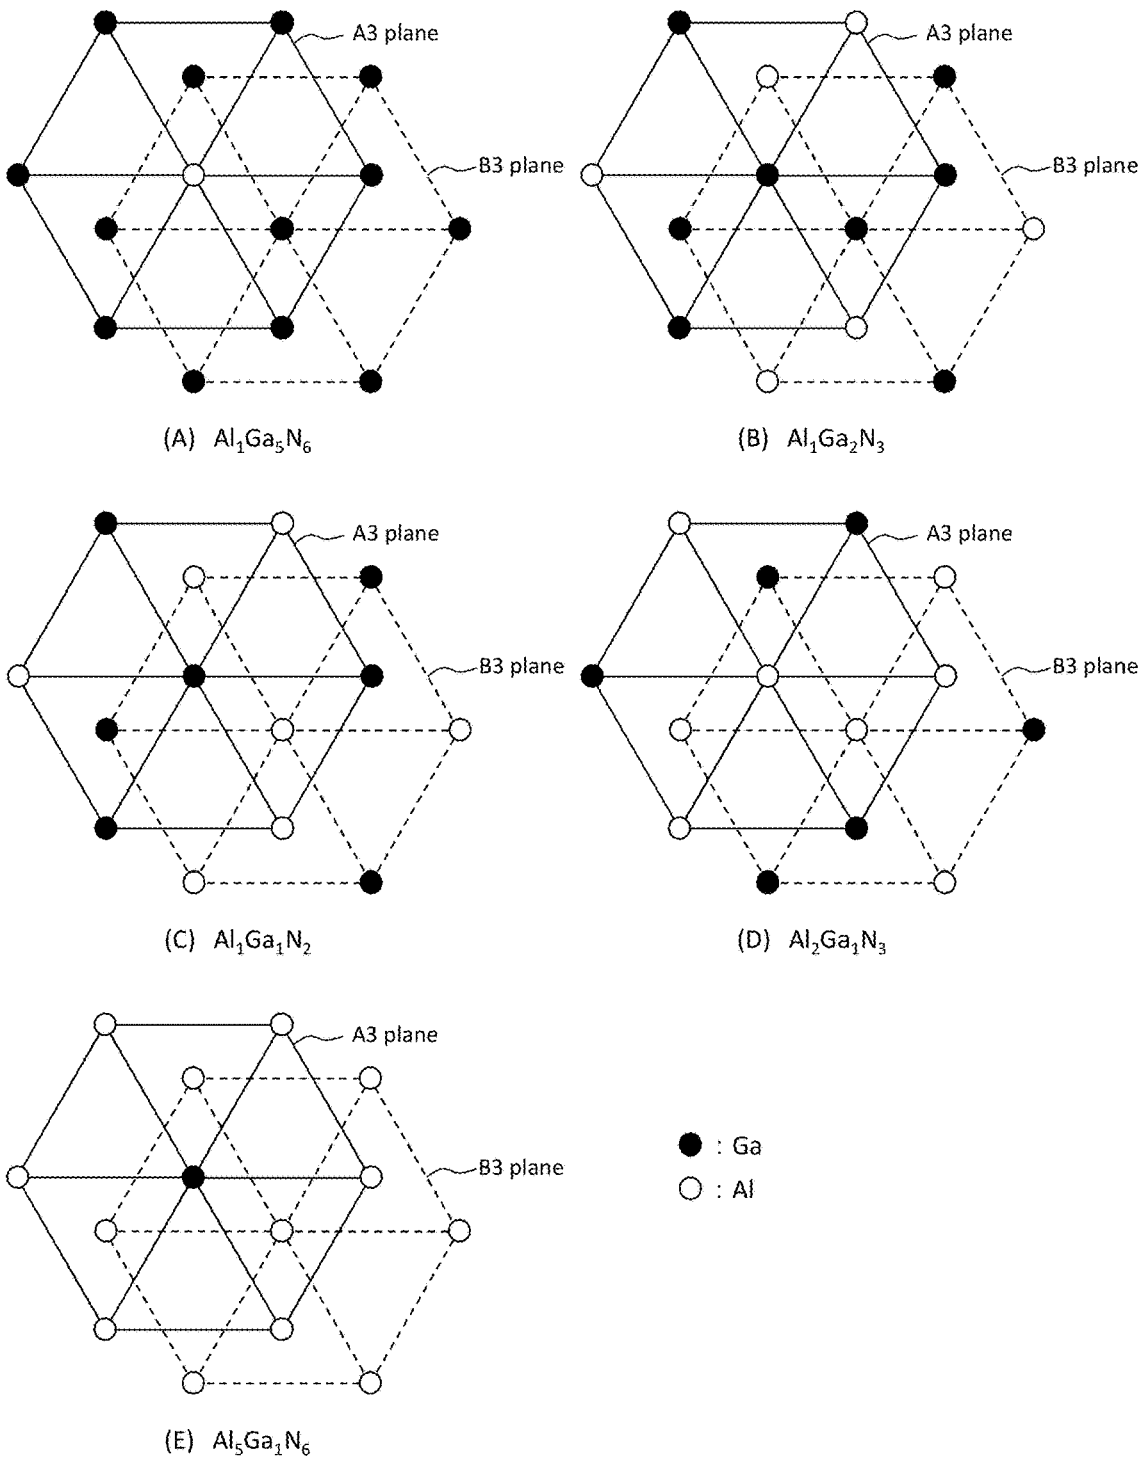 A3 plane
B3 plane
(A) Al₁Ga₅N₆
A3 plane
B3 plane
(B) Al₁Ga₂N₃
A3 plane
B3 plane
(C) Al₁Ga₁N₂
A3 plane
B3 plane
(D) Al₂Ga₁N₃
A3 plane
B3 plane
(E) Al₅Ga₁N₆
: Ga
: Al